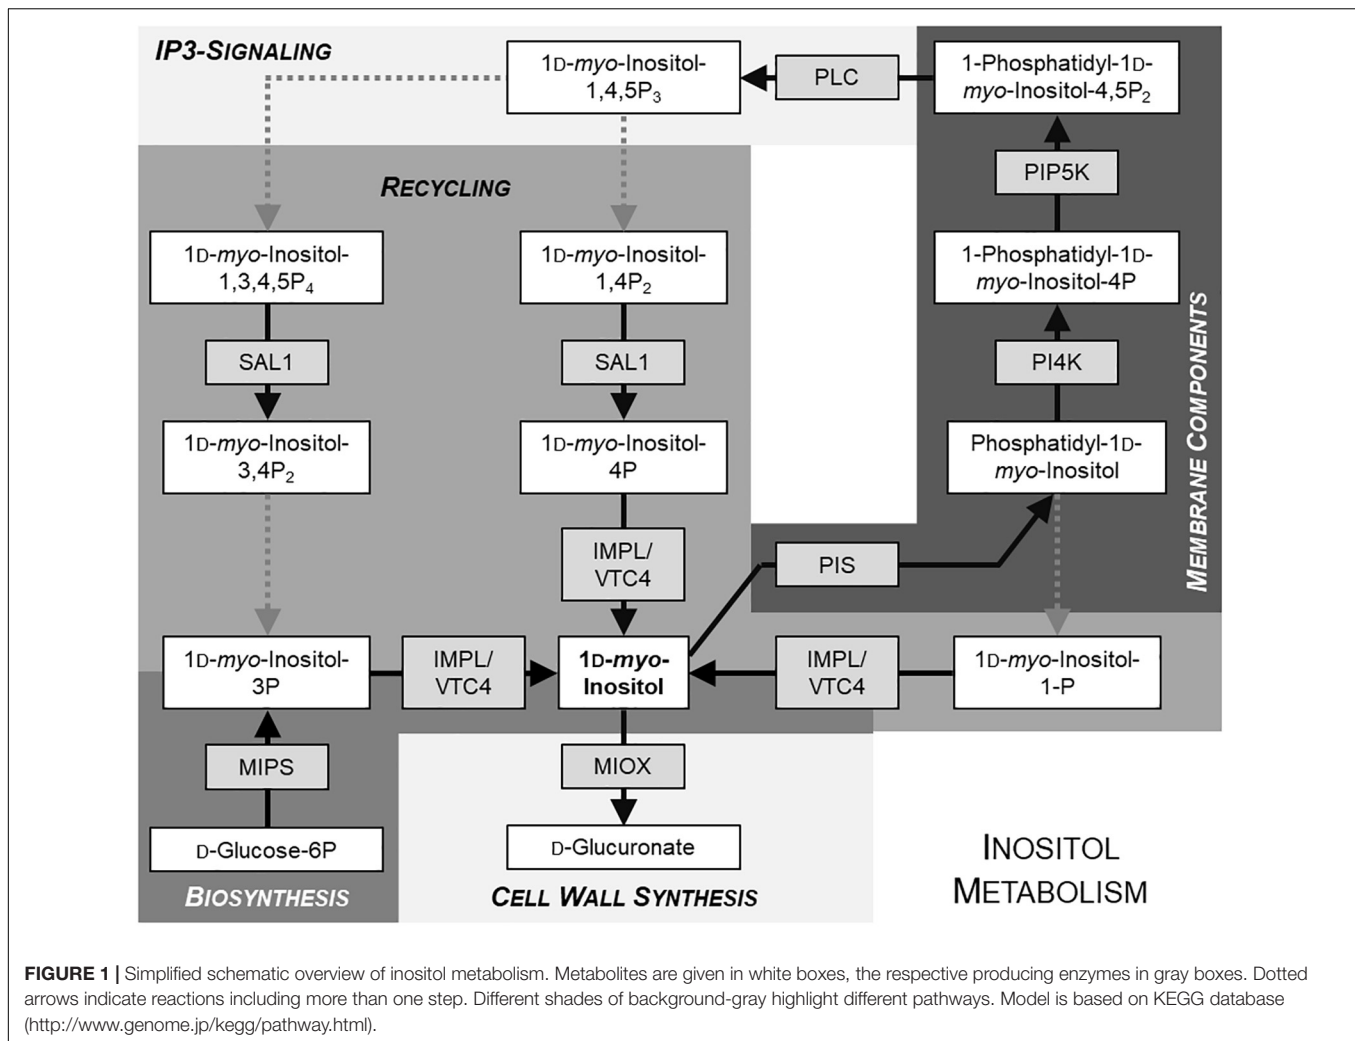 IP3-SIGNALING
1D-myo-Inositol-
1,4,5P3
PLC
1-Phosphatidyl-1D-
myo-Inositol-4,5P2
PIP5K
RECYCLING
1D-myo-Inositol-
1,3,4,5P4
1D-myo-Inositol-
1,4P2
1-Phosphatidyl-1D-
myo-Inositol-4P
SAL1
SAL1
PI4K
MEMBRANE COMPONENTS
1D-myo-Inositol-
3,4P2
1D-myo-Inositol-
4P
Phosphatidyl-1D-
myo-Inositol
IMPL/
VTC4
PIS
1D-myo-Inositol-
3P
IMPL/
VTC4
1D-myo-
Inositol
IMPL/
VTC4
1D-myo-Inositol-
1-P
MIPS
MIOX
D-Glucose-6P
D-Glucuronate
BIOSYNTHESIS
CELL WALL SYNTHESIS
INOSITOL
METABOLISM
FIGURE 1 | Simplified schematic overview of inositol metabolism. Metabolites are given in white boxes, the respective producing enzymes in gray boxes. Dotted
arrows indicate reactions including more than one step. Different shades of background-gray highlight different pathways. Model is based on KEGG database
(http://www.genome.jp/kegg/pathway.html).